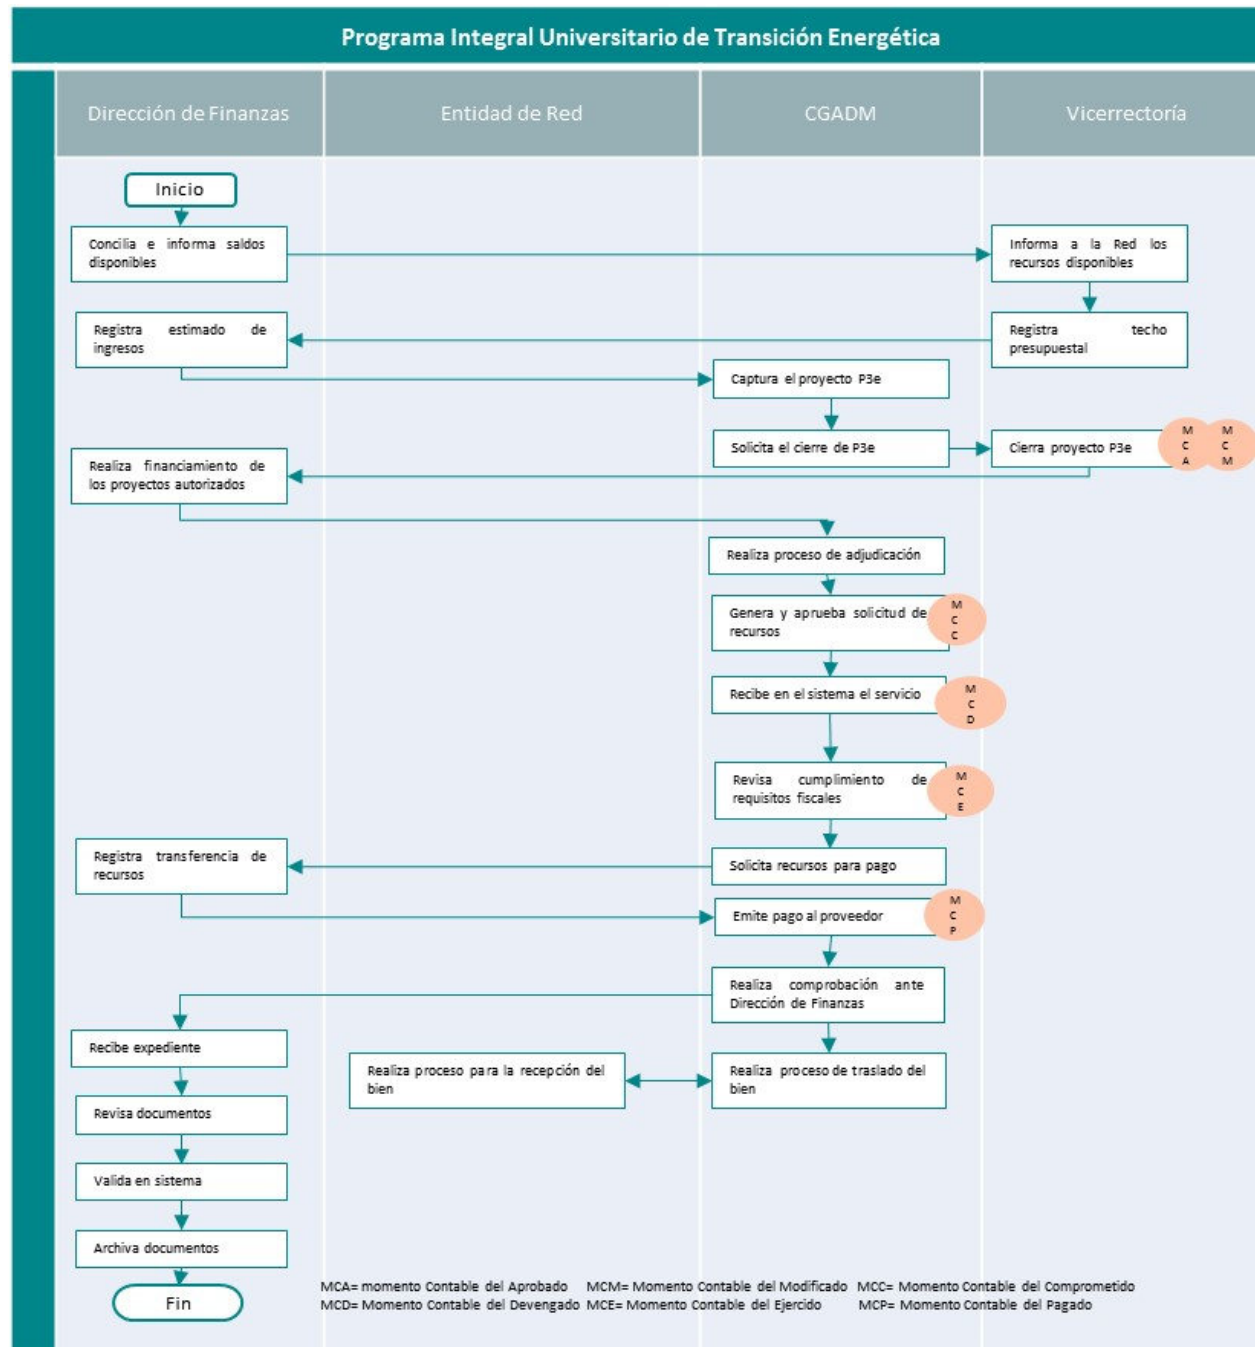 Programa Integral Universitario de Transición Energética
Dirección de Finanzas
Entidad de Red
CGADM
Vicerrectoría
Inicio
Concilia e informa saldos
disponibles
Informa a la Red los
recursos disponibles
Registra estimado de
ingresos
Registra techo
presupuestal
Captura el proyecto P3e
Solicita el cierre de P3e
Cierra proyecto P3e
M
C
A
M
C
M
Realiza financiamiento de
los proyectos autorizados
Realiza proceso de adjudicación
Genera y aprueba solicitud de
recursos
M
C
C
Recibe en el sistema el servicio
M
C
D
Revisa cumplimiento de
requisitos fiscales
M
C
E
Registra transferencia de
recursos
Solicita recursos para pago
Emite pago al proveedor
M
C
P
Realiza comprobación ante
Dirección de Finanzas
Recibe expediente
Realiza proceso para la recepción del
bien
Realiza proceso de traslado del
bien
Revisa documentos
Valida en sistema
Archiva documentos
Fin
MCA= momento Contable del Aprobado MCM= Momento Contable del Modificado MCC= Momento Contable del Comprometido
MCD= Momento Contable del Devengado MCE= Momento Contable del Ejercido MCP= Momento Contable del Pagado